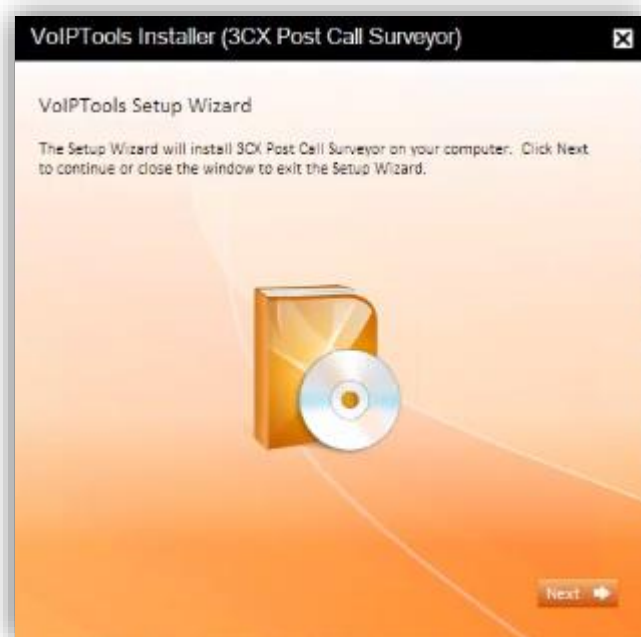 VoIPTools Installer (3CX Post Call Surveyor)
VoIPTools Setup Wizard
The Setup Wizard will install 3CX Post Call Surveyor on your computer. Click Next
to continue or close the window to exit the Setup Wizard.
Next